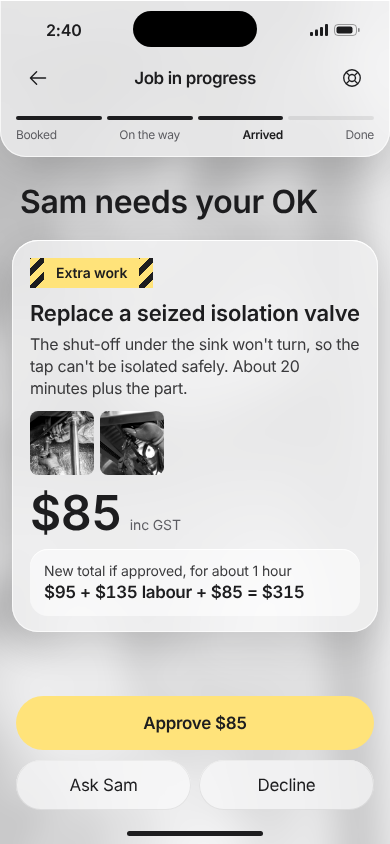 2:40
Job in progress
Booked
On the way
Arrived
Done
Sam needs your OK
Extra work
Replace a seized isolation valve
The shut-off under the sink won't turn, so the
tap can't be isolated safely. About 20
minutes plus the part.
$85 inc GST
New total if approved, for about 1 hour
$95 + $135 labour + $85 = $315
Approve $85
Ask Sam
Decline